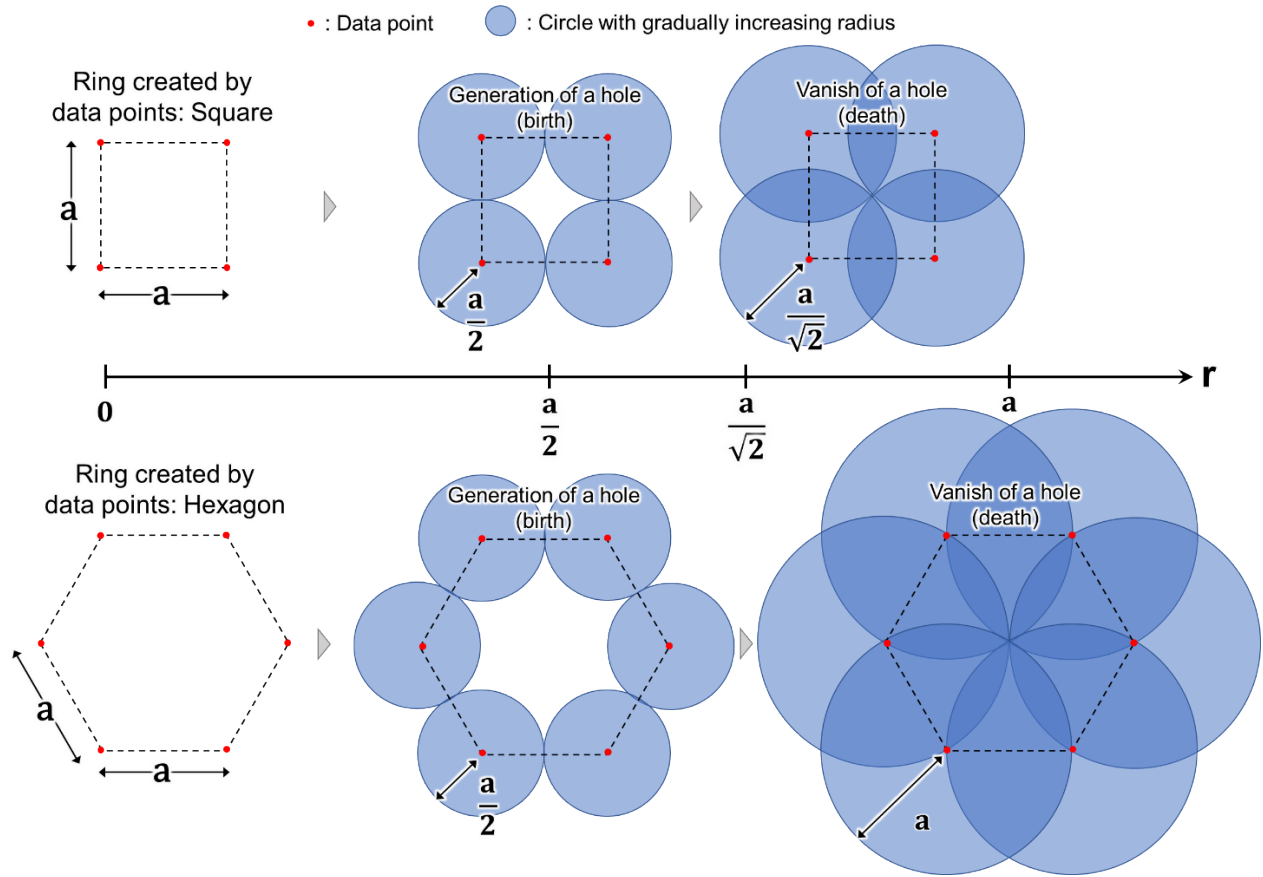 : Data point
: Circle with gradually increasing radius
Ring created by
data points: Square
a
a
Generation of a hole
(birth)
a
2
Vanish of a hole
(death)
a
√2
0
a
2
a
√2
a
r
Ring created by
data points: Hexagon
a
a
Generation of a hole
(birth)
a
2
Vanish of a hole
(death)
a